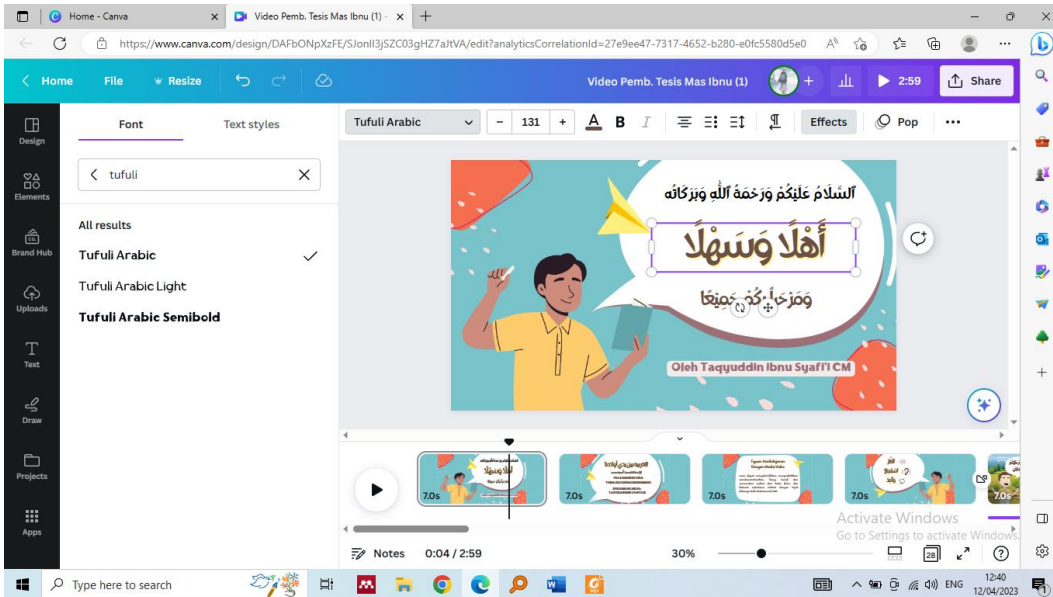 Home - Canva
Video Pemb. Tesis Mas Ibnu (1) -
https://www.canva.com/design/DAFbONpXzFE/SJonII3jSZC03gHZ7aJtVA/edit?analyticsCorrelationId=27e9ee47-7317-4652-b280-e0fc5580d5e0
Home File Resize
Video Pemb. Tesis Mas Ibnu (1)
2:59
Share
Design
Elements
Brand Hub
Uploads
Text
Draw
Projects
Apps
Font Text styles
tufuli
All results
Tufuli Arabic
Tufuli Arabic Light
Tufuli Arabic Semibold
Tufuli Arabic
- 131 + A B I
Effects
Pop
اَلسَّلَامُ عَلَيْكُمْ وَرَحْمَةُ اللّٰهِ وَبَرَكَاتُه
أَهْلًا وَسَهْلًا
جَمِيْعًا
Oleh Taqyuddin Ibnu Syafi'i CM
7.0s
7.0s
7.0s
7.0s
7.0s
Activate Windows
Go to Settings to activate Windows.
Notes 0:04 / 2:59
30%
28
Type here to search
ENG
12:40
12/04/2023